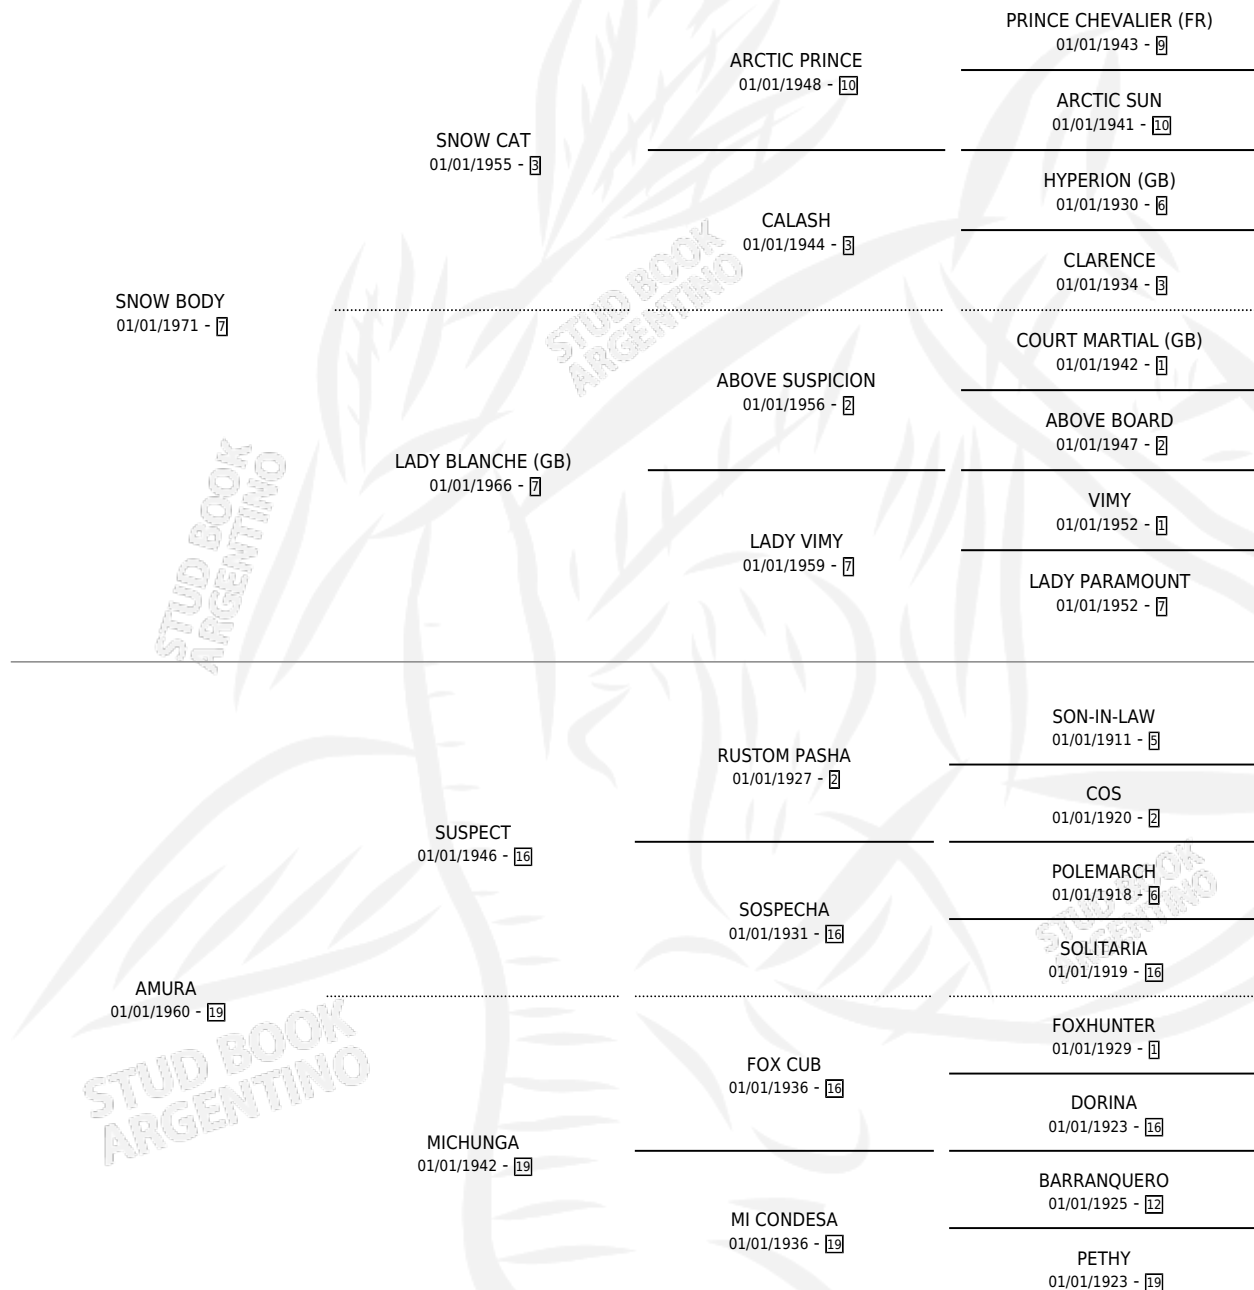 PRINCE CHEVALIER (FR)
01/01/1943 - 9
ARCTIC PRINCE
01/01/1948 - 10
ARCTIC SUN
01/01/1941 - 10
SNOW CAT
01/01/1955 - 3
HYPERION (GB)
01/01/1930 - 6
CALASH
01/01/1944 - 3
CLARENCE
01/01/1934 - 3
SNOW BODY
01/01/1971 - 7
STUD BOOK
ARGENTINO
COURT MARTIAL (GB)
01/01/1942 - 1
ABOVE SUSPICION
01/01/1956 - 2
ABOVE BOARD
01/01/1947 - 2
LADY BLANCHE (GB)
01/01/1966 - 7
VIMY
01/01/1952 - 1
LADY VIMY
01/01/1959 - 7
LADY PARAMOUNT
01/01/1952 - 7
STUD BOOK
ARGENTINO
SON-IN-LAW
01/01/1911 - 5
RUSTOM PASHA
01/01/1927 - 2
COS
01/01/1920 - 2
SUSPECT
01/01/1946 - 16
POLEMARCH
01/01/1918 - 6
SOSPECHA
01/01/1931 - 16
SOLITARIA
01/01/1919 - 16
STUD BOOK
ARGENTINO
AMURA
01/01/1960 - 19
FOXHUNTER
01/01/1929 - 1
FOX CUB
01/01/1936 - 16
DORINA
01/01/1923 - 16
STUD BOOK
ARGENTINO
MICHUNGA
01/01/1942 - 19
BARRANQUERO
01/01/1925 - 12
MI CONDESA
01/01/1936 - 19
PETHY
01/01/1923 - 19